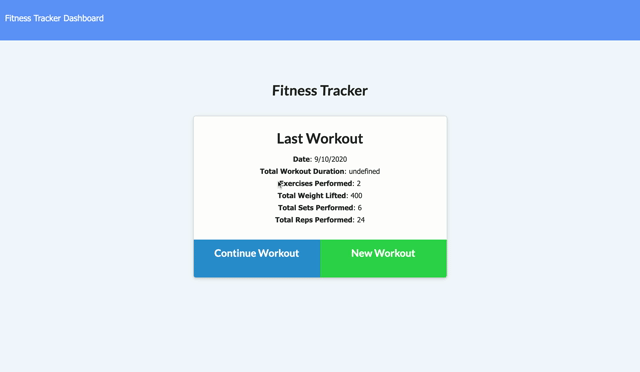 Fitness Tracker Dashboard
Fitness Tracker
Last Workout
Date: 9/10/2020
Total Workout Duration: undefined
Exercises Performed: 2
Total Weight Lifted: 400
Total Sets Performed: 6
Total Reps Performed: 24
Continue Workout New Workout